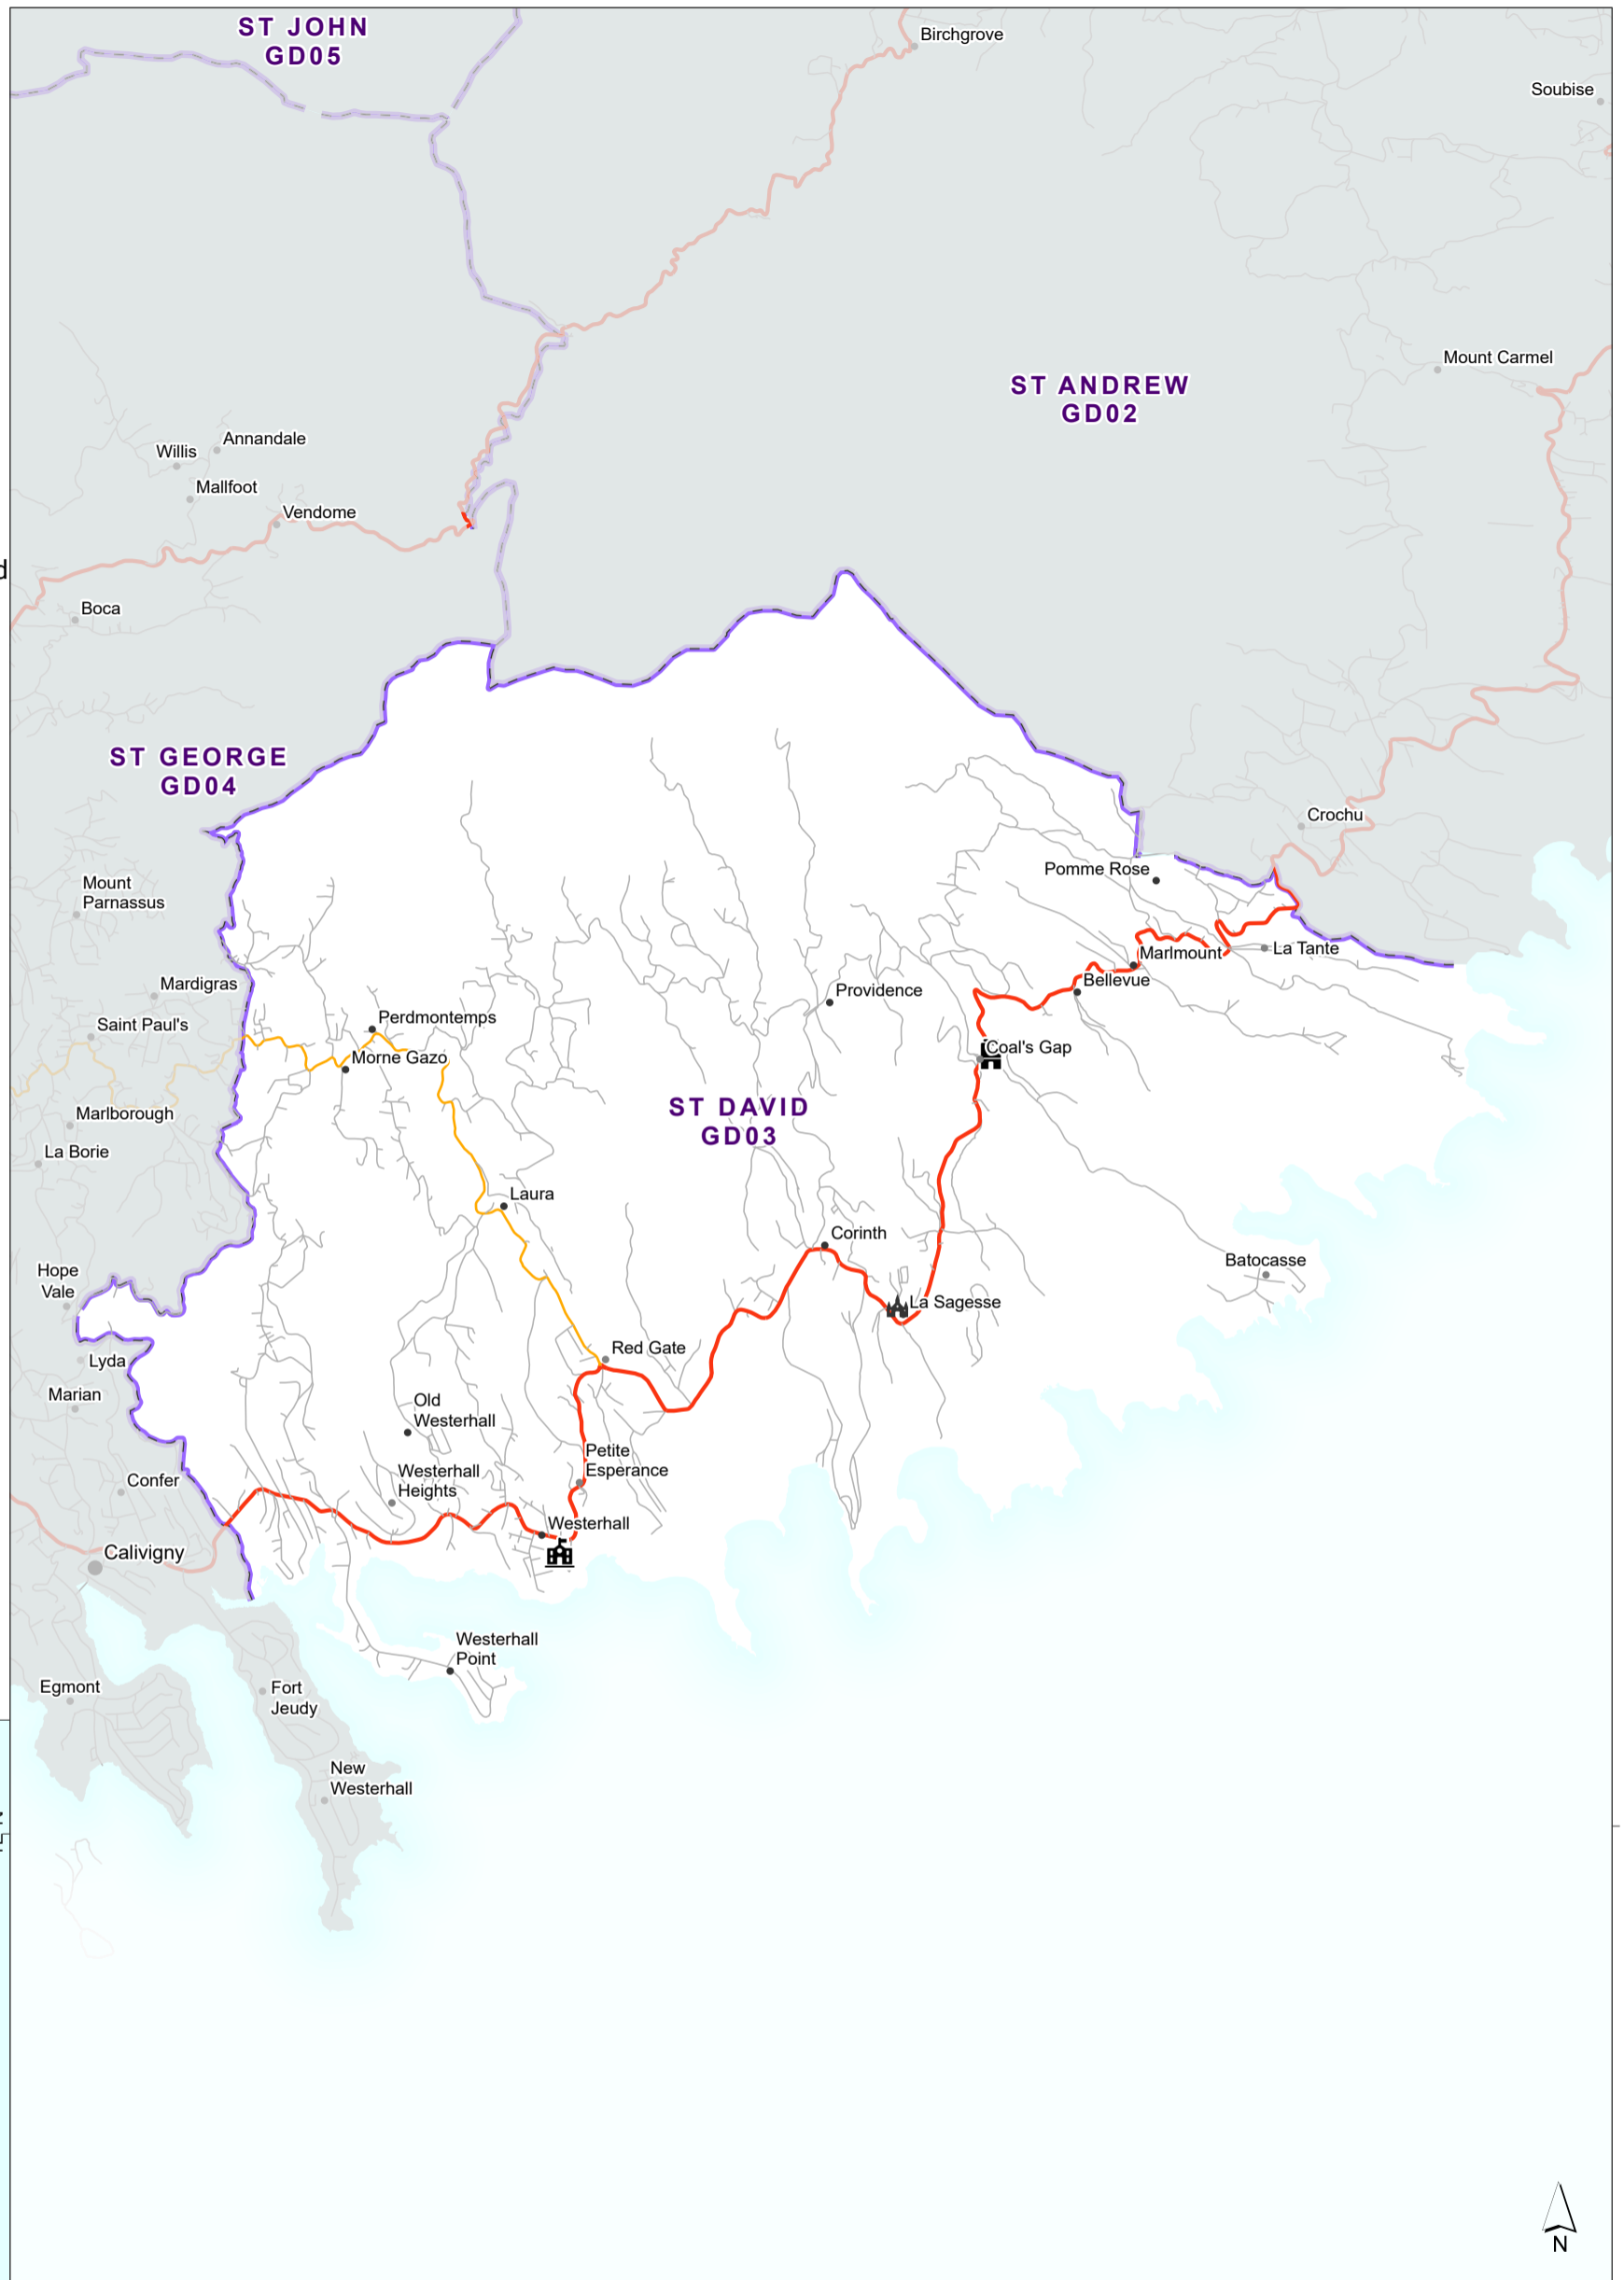 ST JOHN
GD05
Birchgrove
Soubise
Mount Carmel
ST ANDREW
GD02
Annandale
Willis
Mallfoot
Vendome
d
Boca
ST GEORGE
GD04
Crochu
Pomme Rose
Mount
Parnassus
La Tante
Marlmount
Bellevue
Mardigras
Providence
Saint Paul's
Perdmontemps
Coal's Gap
Morne Gazo
Marlborough
ST DAVID
GD03
La Borie
Laura
Corinth
Batocasse
Hope
Vale
La Sagesse
Red Gate
Lyda
Marian
Old
Westerhall
Petite
Esperance
Westerhall
Heights
Confer
Westerhall
Calivigny
Westerhall
Point
Egmont
Fort
Jeudy
New
Westerhall
N